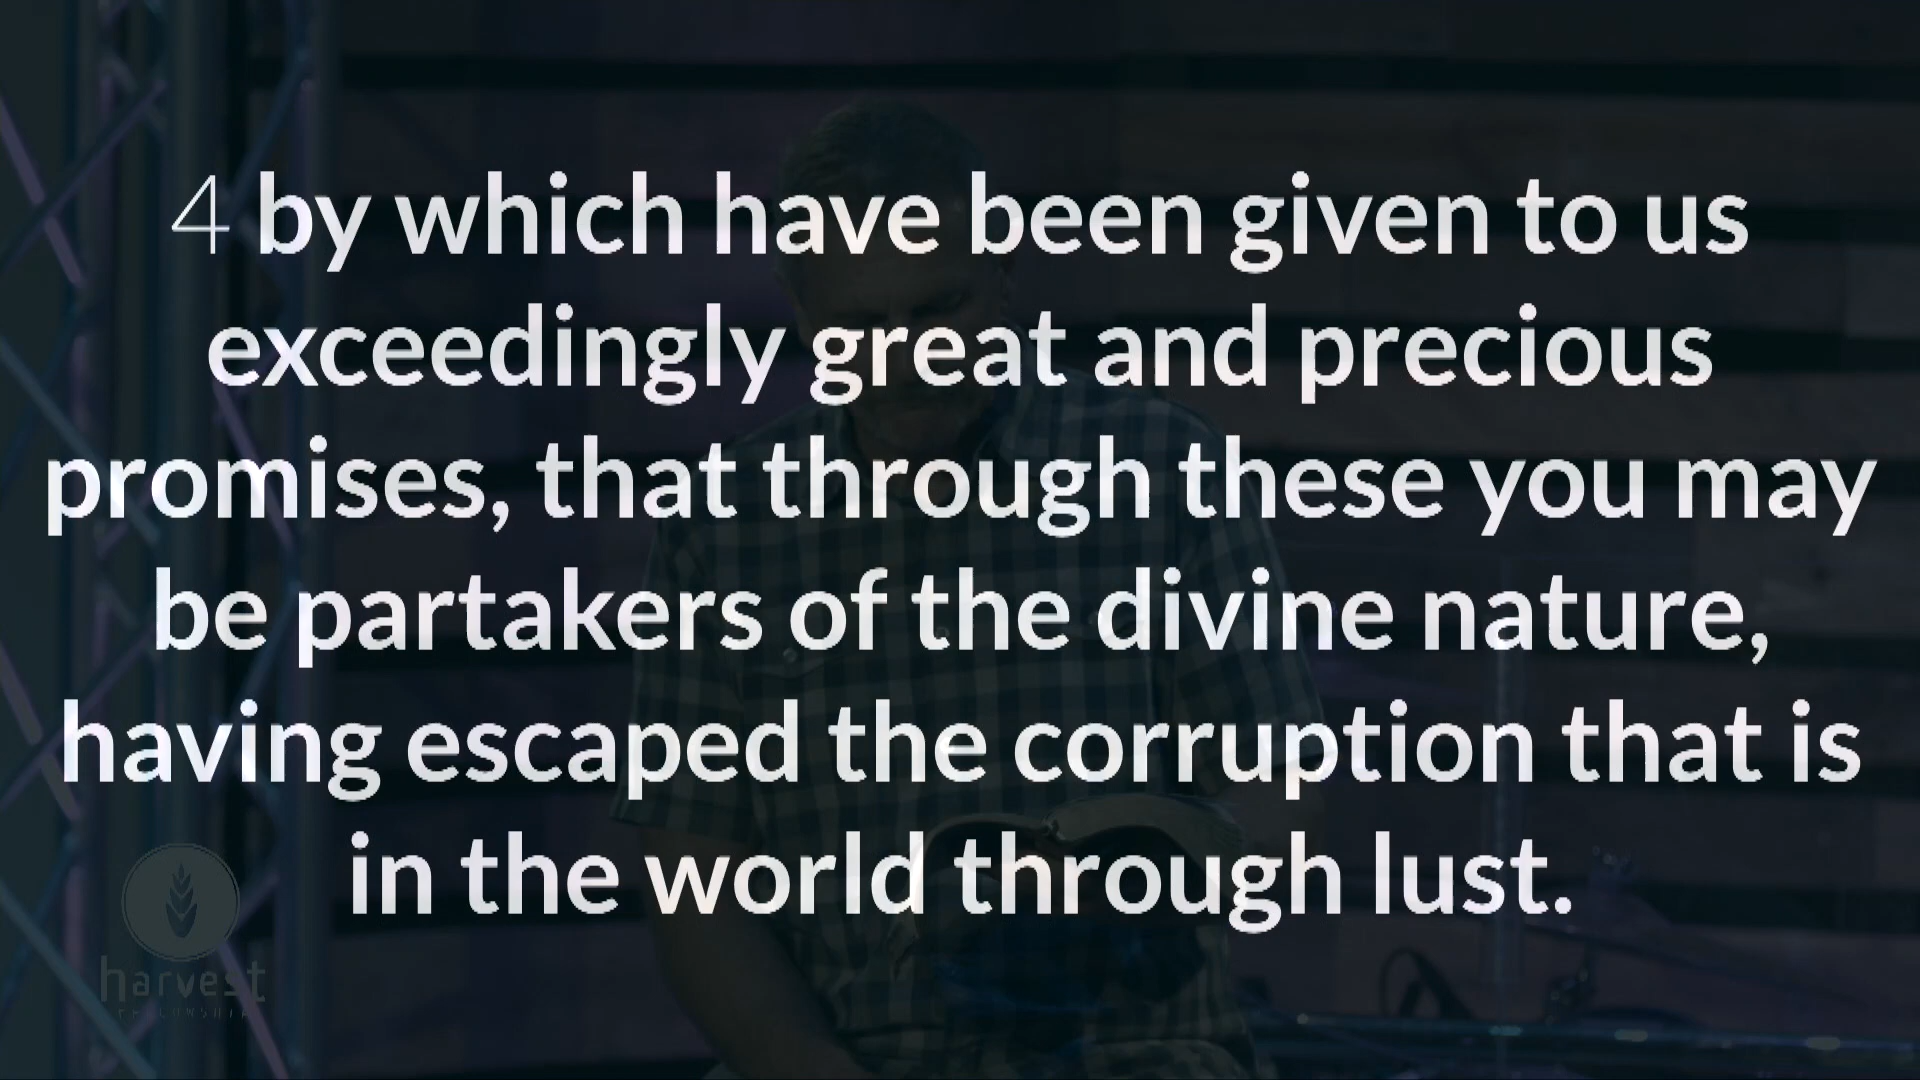 4 by which have been given to us
exceedingly great and precious
promises, that through these you may
be partakers of the divine nature,
having escaped the corruption that is
in the world through lust.
harvest